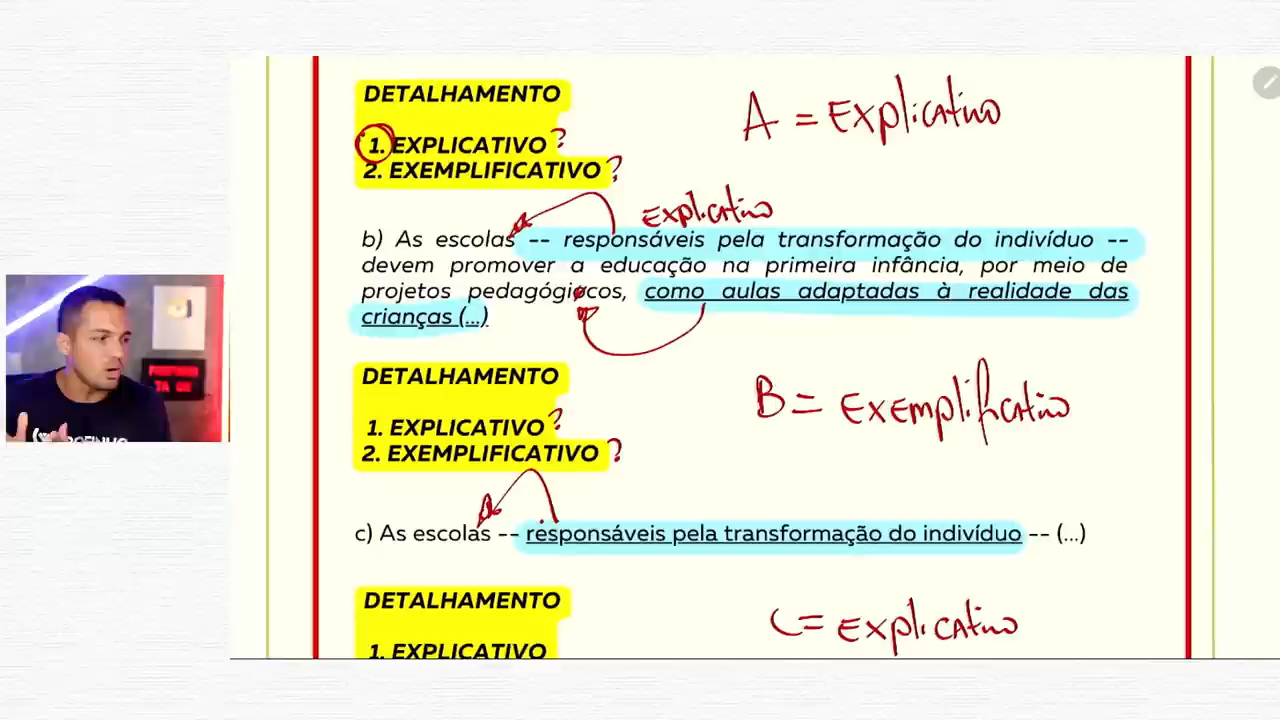 DETALHAMENTO
A = Explicativo
1. EXPLICATIVO ?
2. EXEMPLIFICATIVO ?
Explicativo
b) As escolas -- responsáveis pela transformação do indivíduo --
devem promover a educação na primeira infância, por meio de
projetos pedagógicos, como aulas adaptadas à realidade das
crianças (...)
DETALHAMENTO
B = Exemplificativo
1. EXPLICATIVO ?
2. EXEMPLIFICATIVO ?
c) As escolas -- responsáveis pela transformação do indivíduo -- (...)
DETALHAMENTO
C = Explicativo
1. EXPLICATIVO